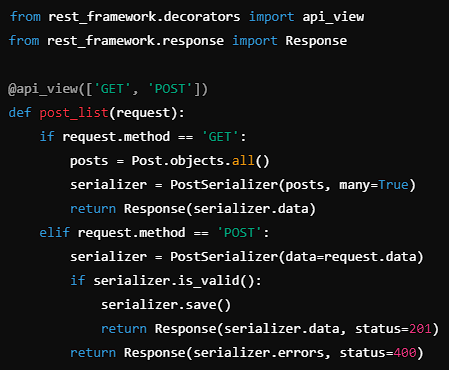 from rest_framework.decorators import api_view
from rest_framework.response import Response

@api_view(['GET', 'POST'])
def post_list(request):
    if request.method == 'GET':
        posts = Post.objects.all()
        serializer = PostSerializer(posts, many=True)
        return Response(serializer.data)
    elif request.method == 'POST':
        serializer = PostSerializer(data=request.data)
        if serializer.is_valid():
            serializer.save()
            return Response(serializer.data, status=201)
        return Response(serializer.errors, status=400)